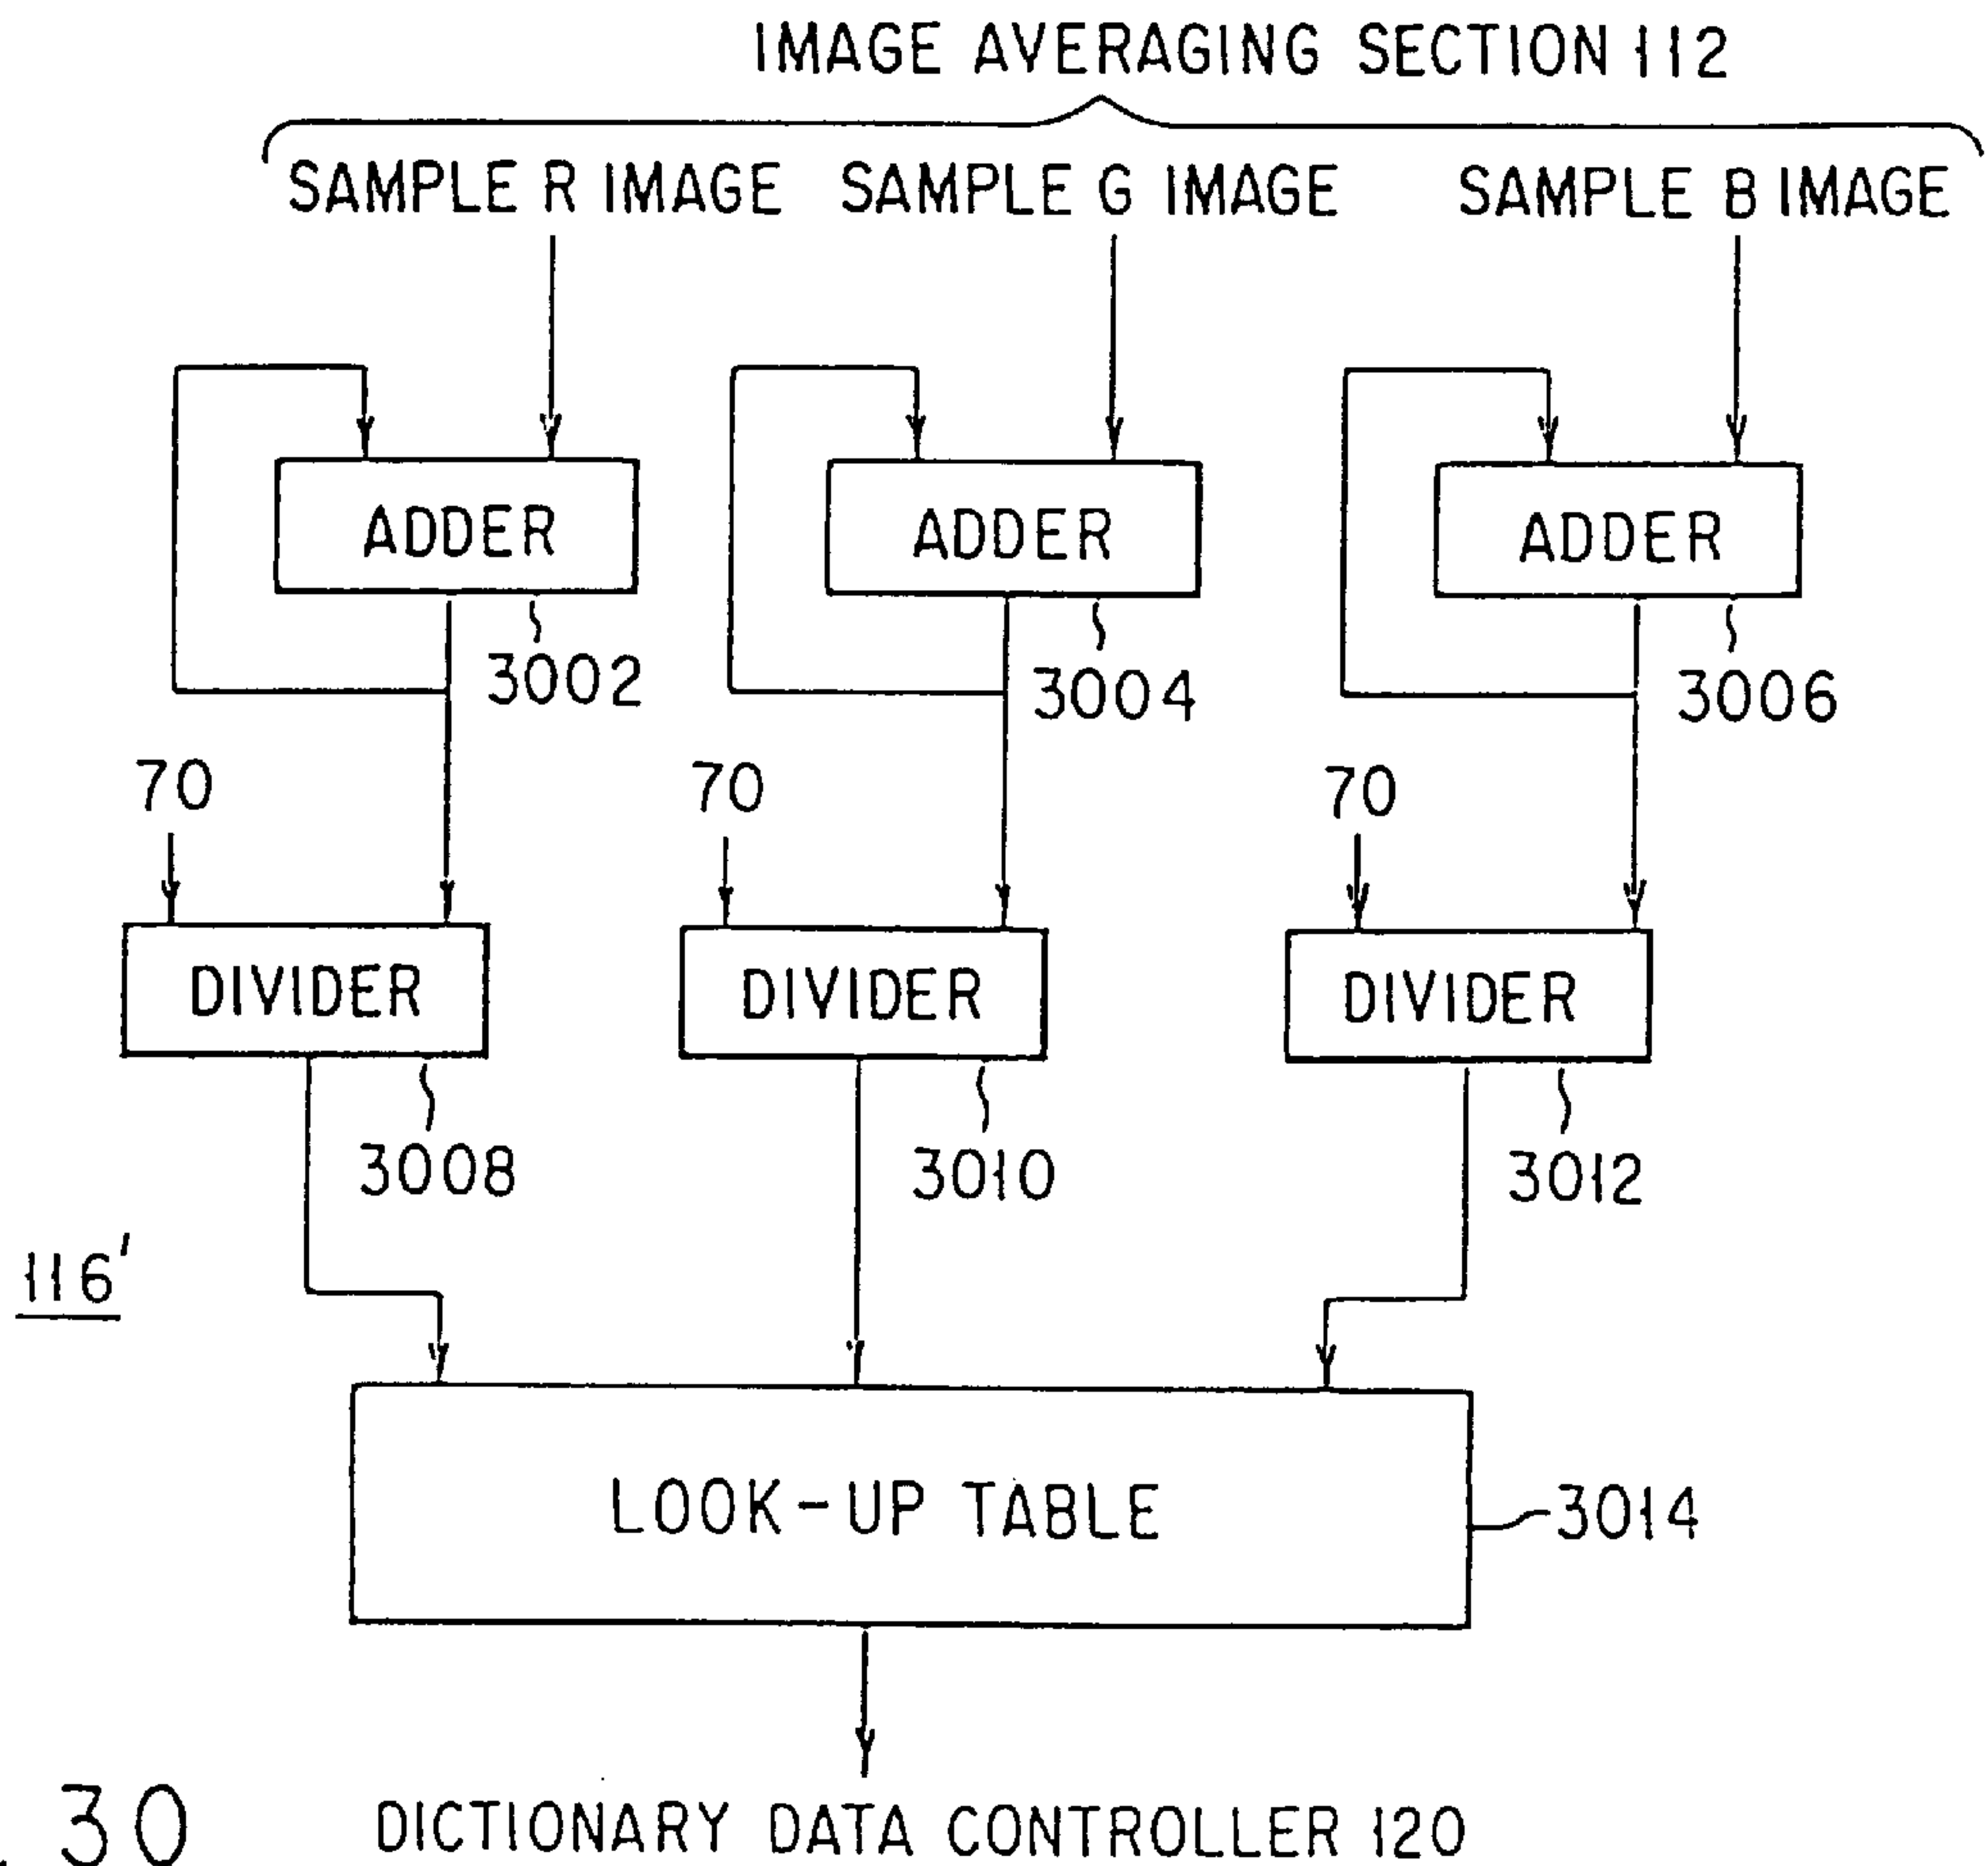 IMAGE AVERAGING SECTION 112
SAMPLE R IMAGE SAMPLE G IMAGE SAMPLE B IMAGE
ADDER ADDER ADDER
3002 3004 3006
70 70 70
DIVIDER DIVIDER DIVIDER
3008 3010 3012
116'
LOOK-UP TABLE 3014
30 DICTIONARY DATA CONTROLLER 120